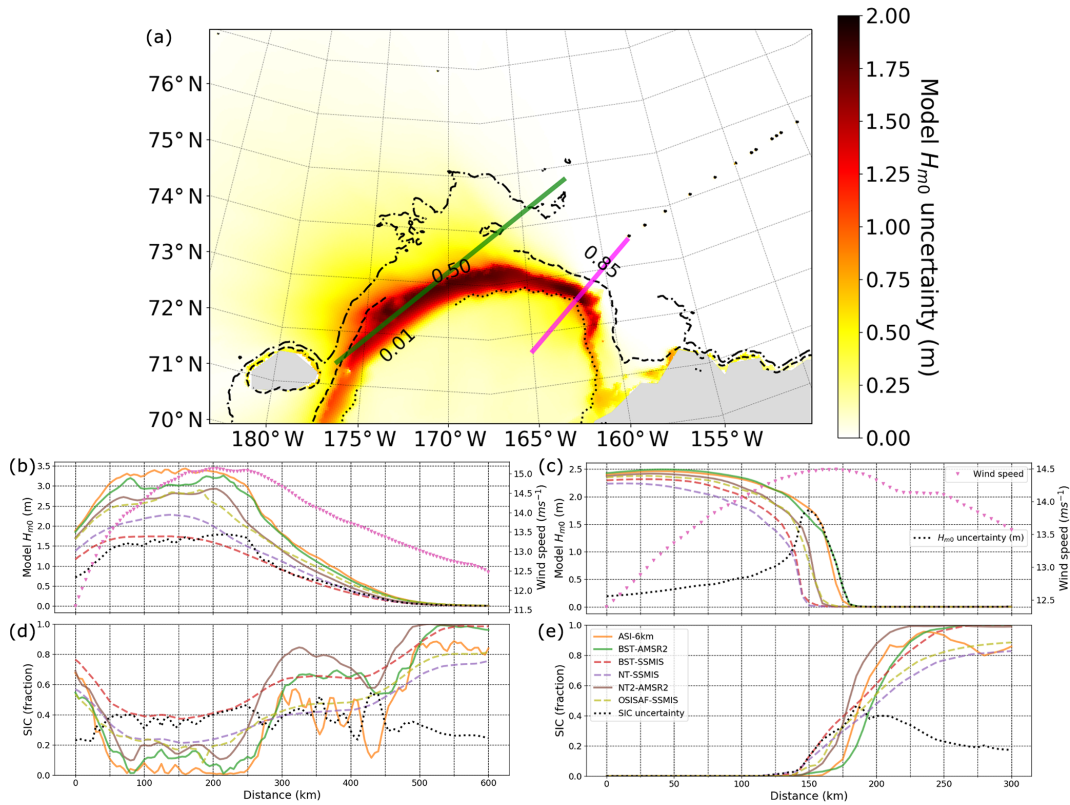 (a)
76° N
75° N
74° N
73° N
72° N
71° N
70° N
180° W
175° W
170° W
165° W
160° W
155° W
0.50
0.85
0.01
2.00
1.75
1.50
1.25
1.00
0.75
0.50
0.25
0.00
Model Hm0 uncertainty (m)
(b)
3.5
3.0
2.5
2.0
1.5
1.0
0.5
0.0
Model Hm0 (m)
15.0
14.5
14.0
13.5
13.0
12.5
12.0
11.5
Wind speed (ms−1)
(c)
2.5
2.0
1.5
1.0
0.5
0.0
Model Hm0 (m)
Wind speed
Hm0 uncertainty (m)
14.5
14.0
13.5
13.0
12.5
Wind speed (ms−1)
(d)
1.0
0.8
0.6
0.4
0.2
0.0
SIC (fraction)
0
100
200
300
400
500
600
Distance (km)
(e)
1.0
0.8
0.6
0.4
0.2
0.0
SIC (fraction)
ASI-6km
BST-AMSR2
BST-SSMIS
NT-SSMIS
NT2-AMSR2
OSISAF-SSMIS
SIC uncertainty
0
50
100
150
200
250
300
Distance (km)